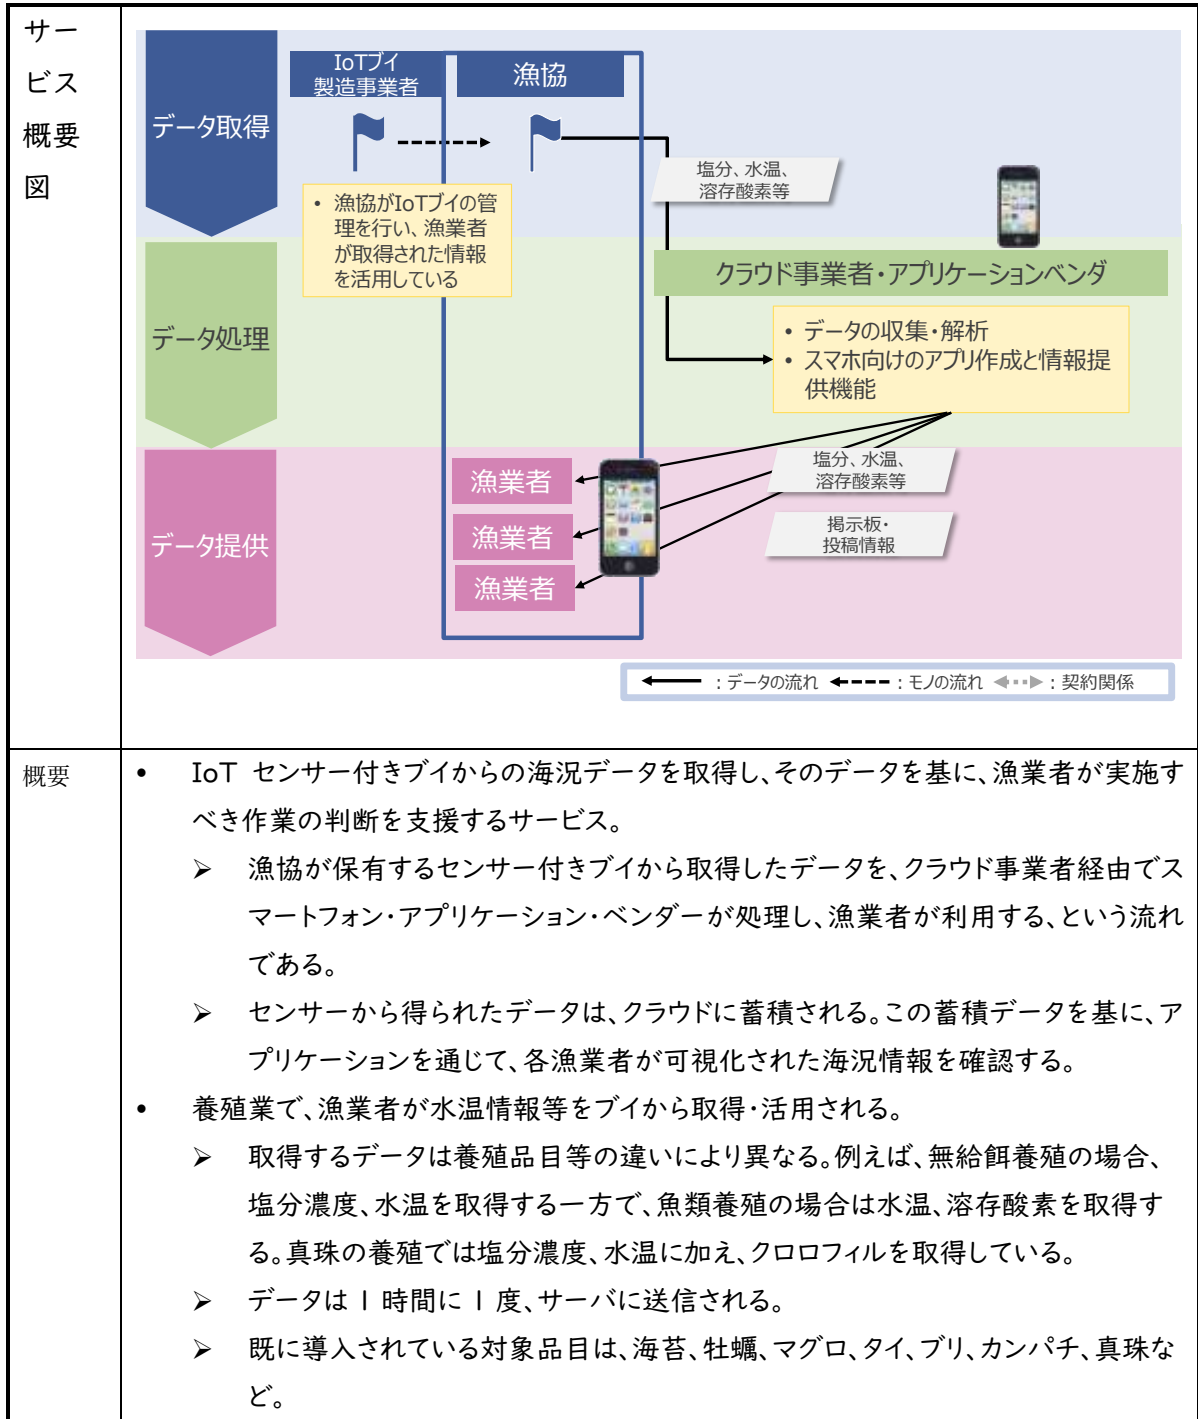 サー
ビス
概要
図
データ取得
IoTブイ
製造事業者
漁協
塩分、水温、
溶存酸素等
• 漁協がIoTブイの管
理を行い、漁業者
が取得された情報
を活用している
クラウド事業者・アプリケーションベンダ
データ処理
• データの収集・解析
• スマホ向けのアプリ作成と情報提
供機能
データ提供
漁業者
漁業者
漁業者
塩分、水温、
溶存酸素等
掲示板・
投稿情報
：データの流れ ：モノの流れ ：契約関係
概要
• IoT センサー付きブイからの海況データを取得し、そのデータを基に、漁業者が実施す
べき作業の判断を支援するサービス。
➢ 漁協が保有するセンサー付きブイから取得したデータを、クラウド事業者経由でス
マートフォン・アプリケーション・ベンダーが処理し、漁業者が利用する、という流れ
である。
➢ センサーから得られたデータは、クラウドに蓄積される。この蓄積データを基に、ア
プリケーションを通じて、各漁業者が可視化された海況情報を確認する。
• 養殖業で、漁業者が水温情報等をブイから取得・活用される。
➢ 取得するデータは養殖品目等の違いにより異なる。例えば、無給餌養殖の場合、
塩分濃度、水温を取得する一方で、魚類養殖の場合は水温、溶存酸素を取得す
る。真珠の養殖では塩分濃度、水温に加え、クロロフィルを取得している。
➢ データは 1 時間に 1 度、サーバに送信される。
➢ 既に導入されている対象品目は、海苔、牡蠣、マグロ、タイ、ブリ、カンパチ、真珠な
ど。